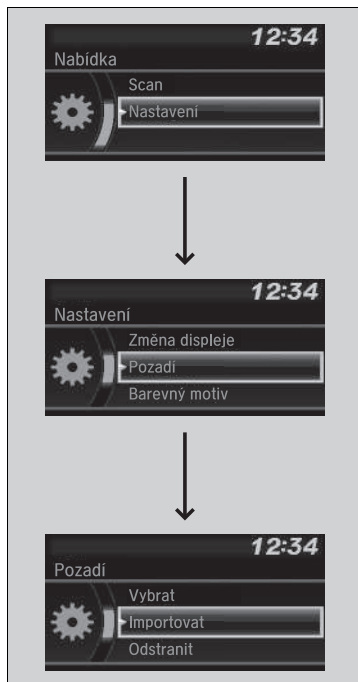 12:34
Nabídka
Scan
Nastavení
12:34
Nastavení
Změna displeje
Pozadí
Barevný motiv
12:34
Pozadí
Vybrat
Importovat
Odstranit